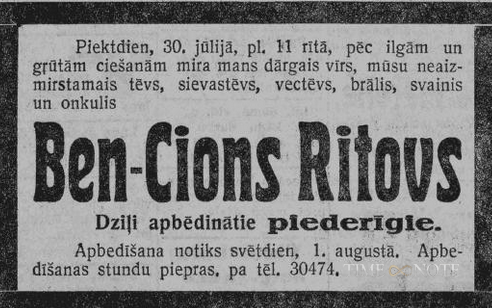 Piektdien, 30. jūlijā, pl. 11 rītā, pēc ilgām un
grūtām ciešanām mira mans dārgais vīrs, mūsu neaiz-
mirstamais tēvs, sievastēvs, vectēvs, brālis, svainis
un onkulis
Ben-Cions Ritovs
Dziļi apbēdinātie piederīgie.
Apbedīšana notiks svētdien, 1. augustā. Apbe-
dīšanas stundu piepras. pa tēl. 30474.
TIME NOTE